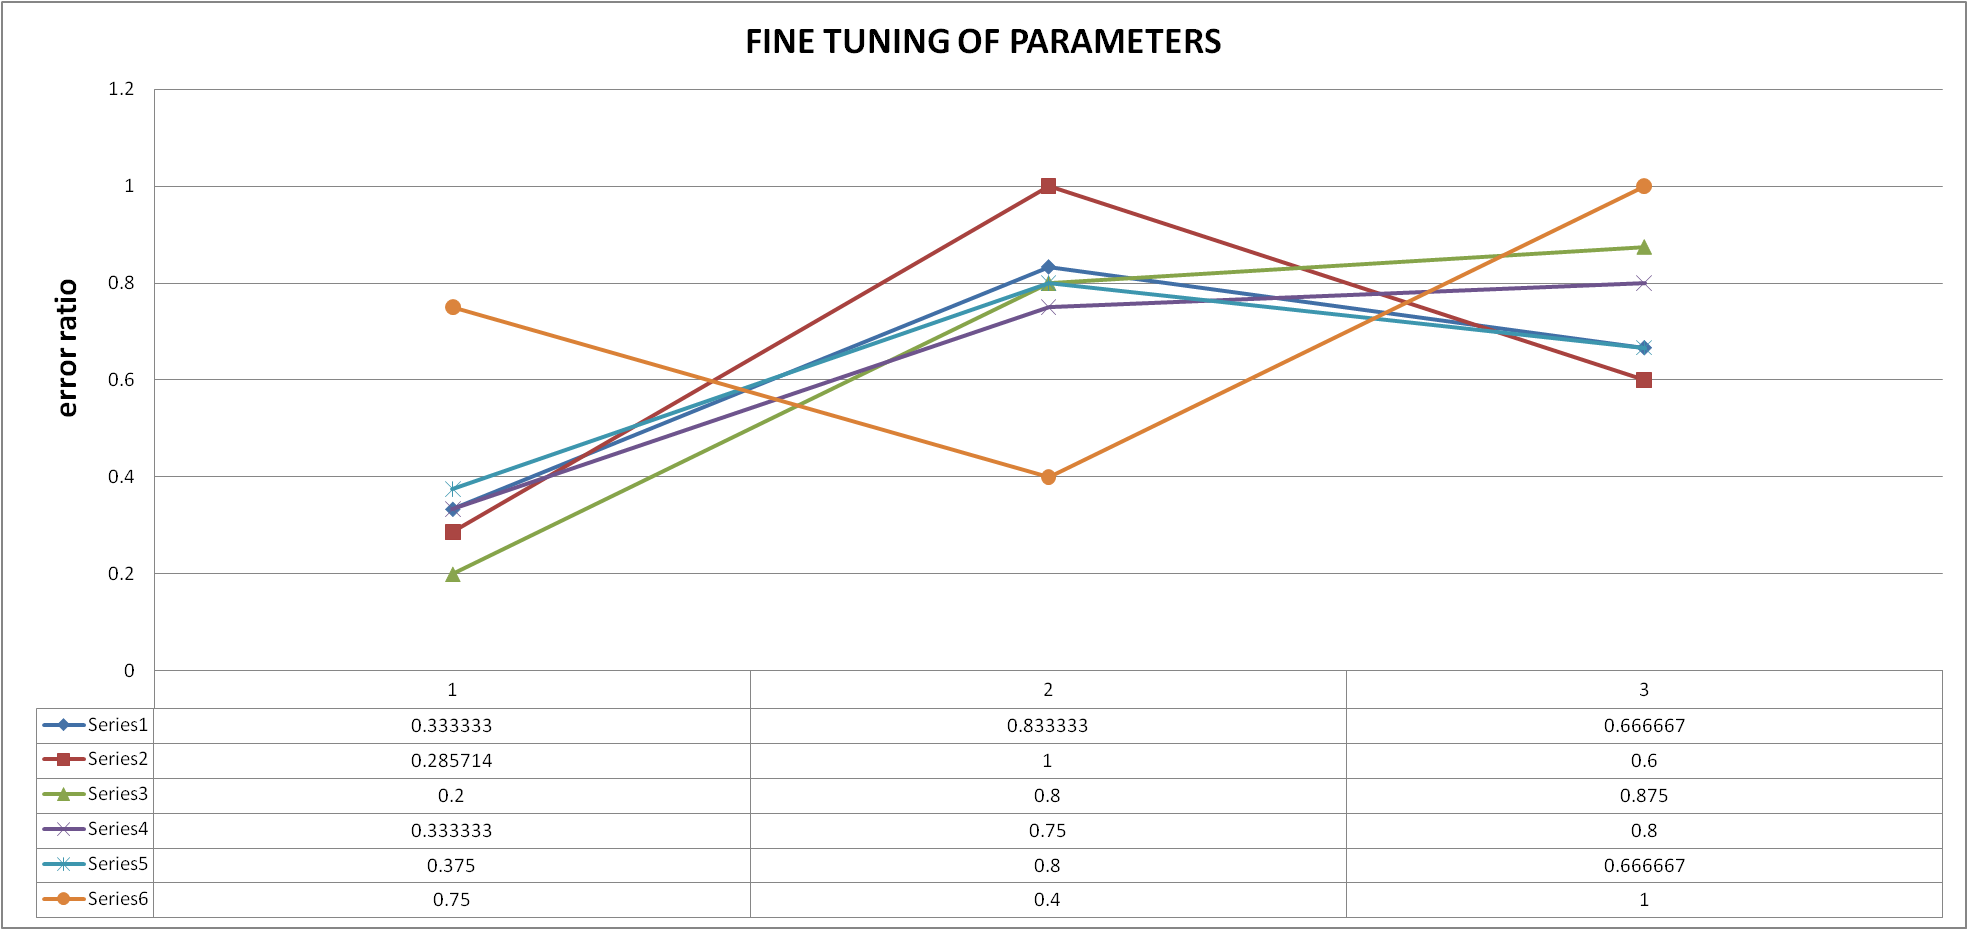 FINE TUNING OF PARAMETERS
error ratio
1.2
1
0.8
0.6
0.4
0.2
0
1 2 3
Series1 0.333333 0.833333 0.666667
Series2 0.285714 1 0.6
Series3 0.2 0.8 0.875
Series4 0.333333 0.75 0.8
Series5 0.375 0.8 0.666667
Series6 0.75 0.4 1